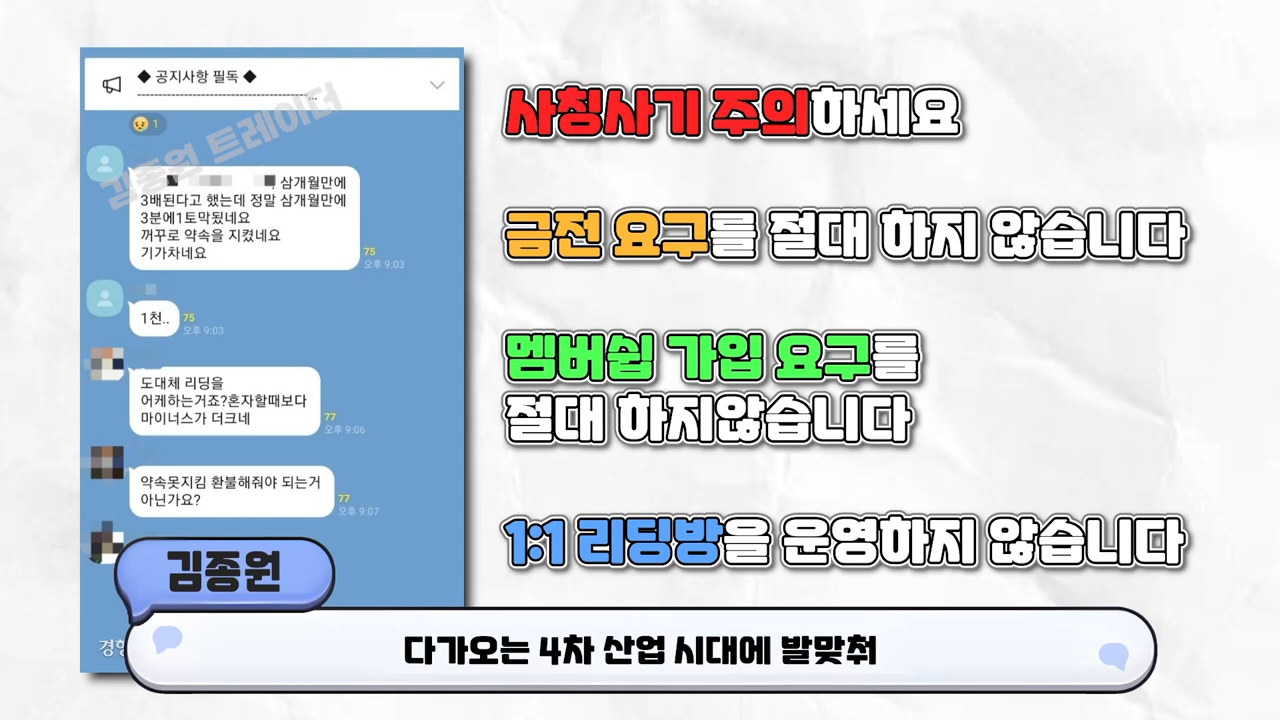 ◆ 공지사항 필독 ◆
김종원 트레이더
1
삼개월만에
3배된다고 했는데 정말 삼개월만에
3분에1토막됬네요
꺼꾸로 약속을 지켰네요
기가차네요
75
오후 9:03
1천..
75
오후 9:03
도대체 리딩을
어케하는거죠?혼자할때보다
마이너스가 더크네
77
오후 9:06
약속못지킴 환불해줘야 되는거
아닌가요?
77
오후 9:07
사칭사기 주의하세요
금전 요구를 절대 하지 않습니다
멤버쉽 가입 요구를
절대 하지않습니다
1:1 리딩방을 운영하지 않습니다
김종원
다가오는 4차 산업 시대에 발맞춰